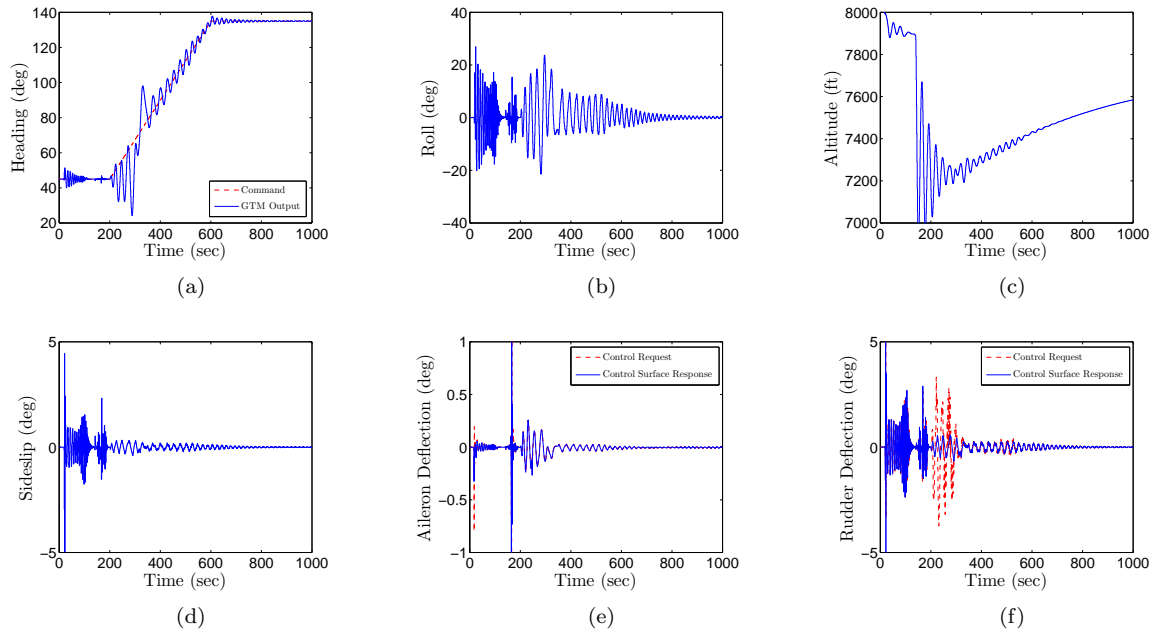 140
120
100
80
60
40
20
Heading (deg)
Command
GTM Output
0 200 400 600 800 1000
Time (sec)
(a)
40
20
0
−20
−40
Roll (deg)
0 200 400 600 800 1000
Time (sec)
(b)
8000
7800
7600
7400
7200
7000
Altitude (ft)
0 200 400 600 800 1000
Time (sec)
(c)
5
0
−5
Sideslip (deg)
0 200 400 600 800 1000
Time (sec)
(d)
1
0.5
0
−0.5
−1
Aileron Deflection (deg)
Control Request
Control Surface Response
0 200 400 600 800 1000
Time (sec)
(e)
5
0
−5
Rudder Deflection (deg)
Control Request
Control Surface Response
0 200 400 600 800 1000
Time (sec)
(f)